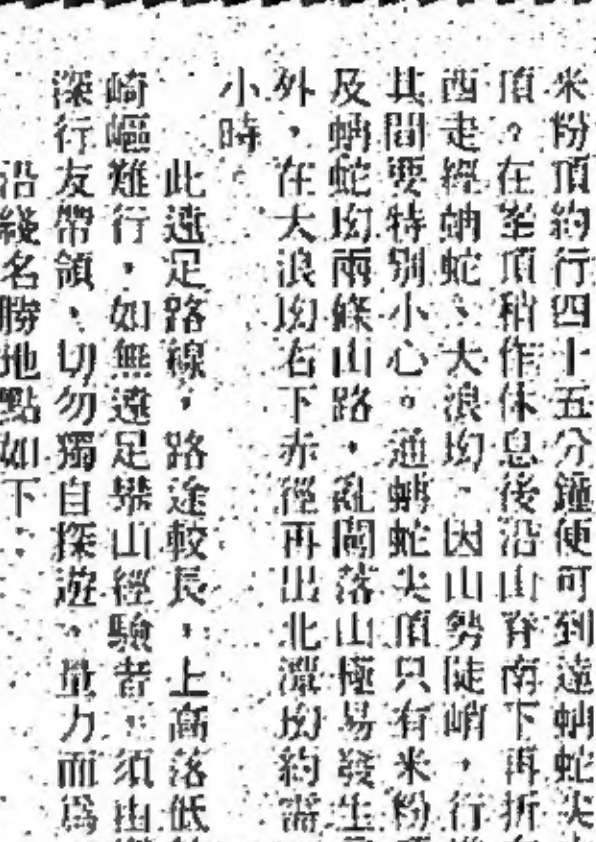 米粉頂約行四十五分鐘便可到達蚺蛇尖
頂。在峯頂稍作休息後沿山脊南下再折
西走經蚺蛇、大浪坳。因山勢陡峭,行
其間要特別小心。通蚺蛇尖頂只有米粉
及蚺蛇坳兩條山路,亂闖落山極易發生
外,在大浪坳右下赤徑再出北潭坳約需
小時。
此遠足路線,路途較長,上高落低
崎嶇難行,如無遠足攀山經驗者,須由
深行友帶領、切勿獨自探遊。量力而爲
沿綫名勝地點如下: